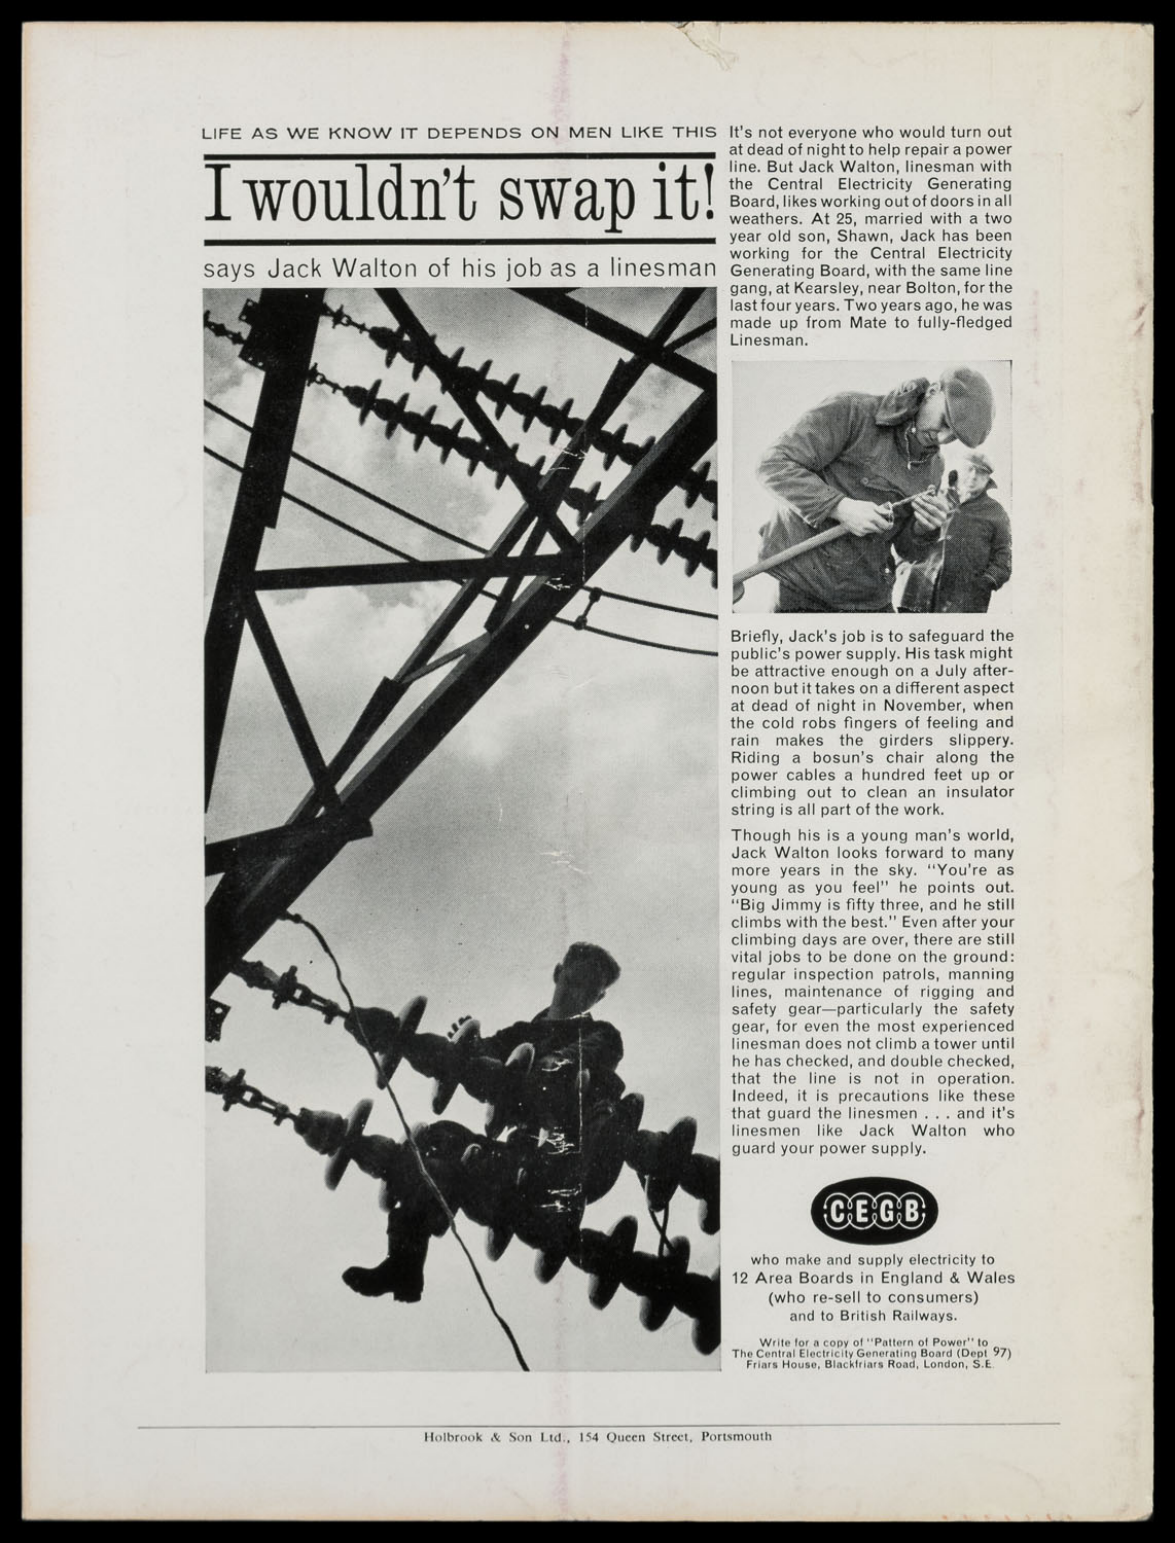 LIFE AS WE KNOW IT DEPENDS ON MEN LIKE THIS
I wouldn't swap it!
says Jack Walton of his job as a linesman
It's not everyone who would turn out
at dead of night to help repair a power
line. But Jack Walton, linesman with
the Central Electricity Generating
Board, likes working out of doors in all
weathers. At 25, married with a two
year old son, Shawn, Jack has been
working for the Central Electricity
Generating Board, with the same line
gang, at Kearsley, near Bolton, for the
last four years. Two years ago, he was
made up from Mate to fully-fledged
Linesman.
Briefly, Jack's job is to safeguard the
public's power supply. His task might
be attractive enough on a July after-
noon but it takes on a different aspect
at dead of night in November, when
the cold robs fingers of feeling and
rain makes the girders slippery.
Riding a bosun's chair along the
power cables a hundred feet up or
climbing out to clean an insulator
string is all part of the work.
Though his is a young man's world,
Jack Walton looks forward to many
more years in the sky. "You're as
young as you feel" he points out.
"Big Jimmy is fifty three, and he still
climbs with the best." Even after your
climbing days are over, there are still
vital jobs to be done on the ground:
regular inspection patrols, manning
lines, maintenance of rigging and
safety gear—particularly the safety
gear, for even the most experienced
linesman does not climb a tower until
he has checked, and double checked,
that the line is not in operation.
Indeed, it is precautions like these
that guard the linesmen . . . and it's
linesmen like Jack Walton who
guard your power supply.
CEGB
who make and supply electricity to
12 Area Boards in England & Wales
(who re-sell to consumers)
and to British Railways.
Write for a copy of "Pattern of Power" to
The Central Electricity Generating Board (Dept 97)
Friars House, Blackfriars Road, London, S.E.
Holbrook & Son Ltd., 154 Queen Street, Portsmouth